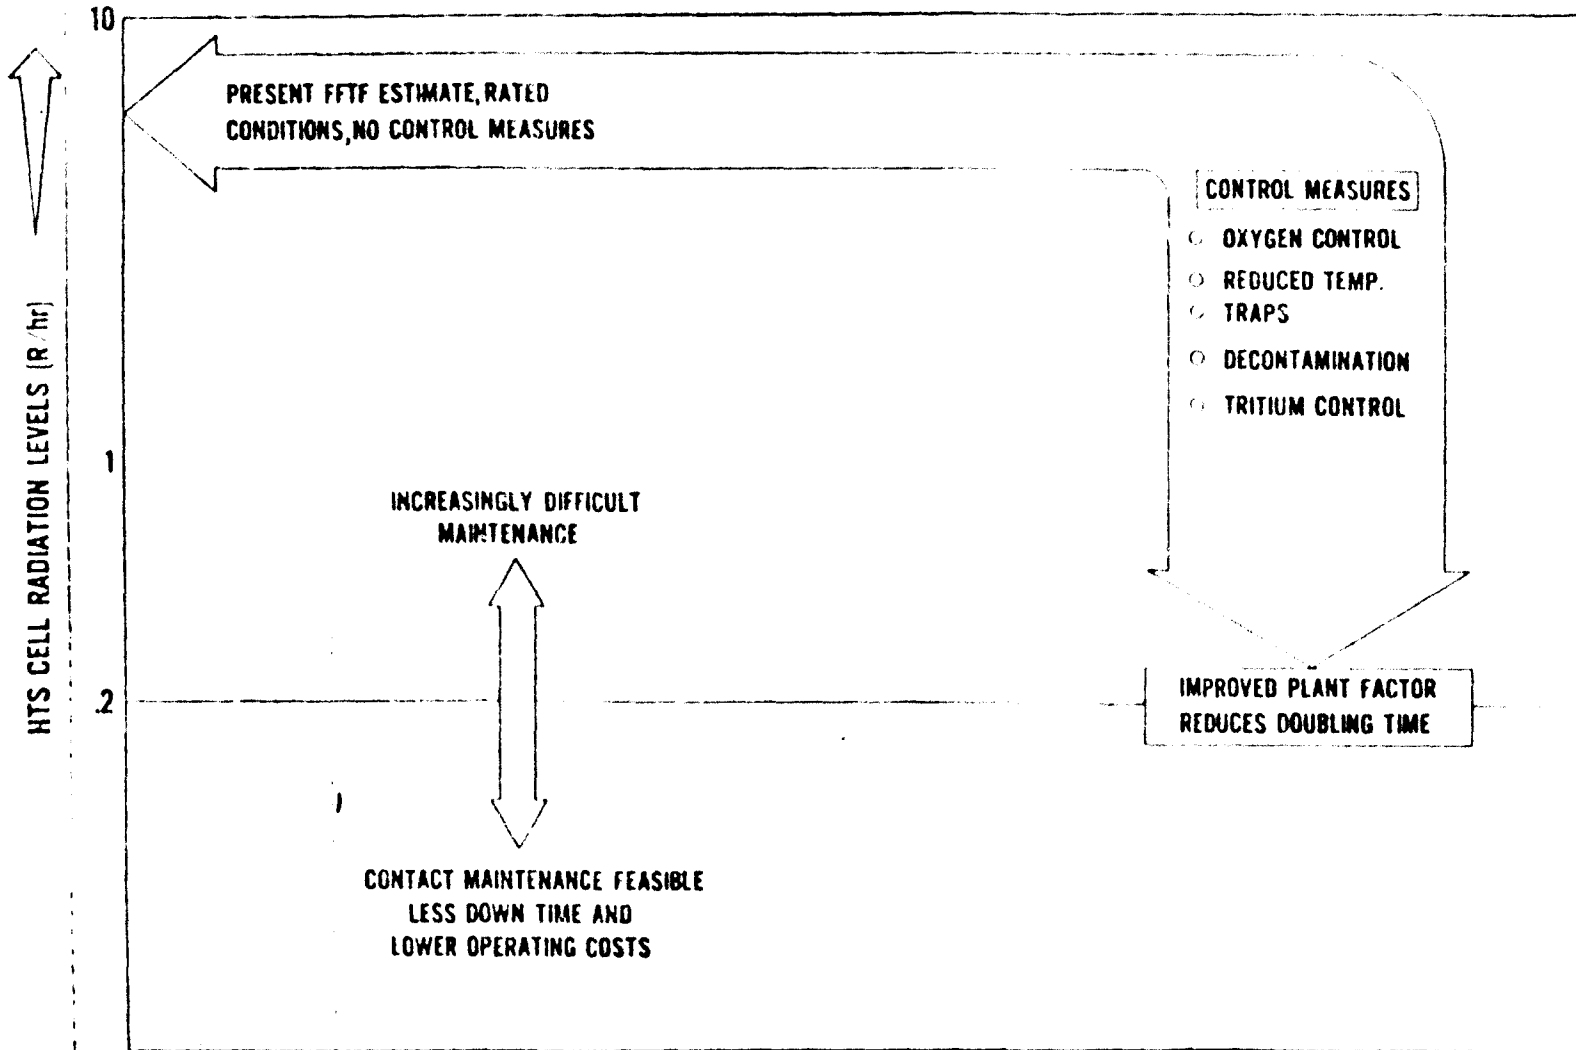 10
PRESENT FFTF ESTIMATE, RATED
CONDITIONS, NO CONTROL MEASURES
CONTROL MEASURES
OXYGEN CONTROL
REDUCED TEMP.
TRAPS
DECONTAMINATION
TRITIUM CONTROL
HTS CELL RADIATION LEVELS (R/hr)
1
INCREASINGLY DIFFICULT
MAINTENANCE
.2
IMPROVED PLANT FACTOR
REDUCES DOUBLING TIME
CONTACT MAINTENANCE FEASIBLE
LESS DOWN TIME AND
LOWER OPERATING COSTS